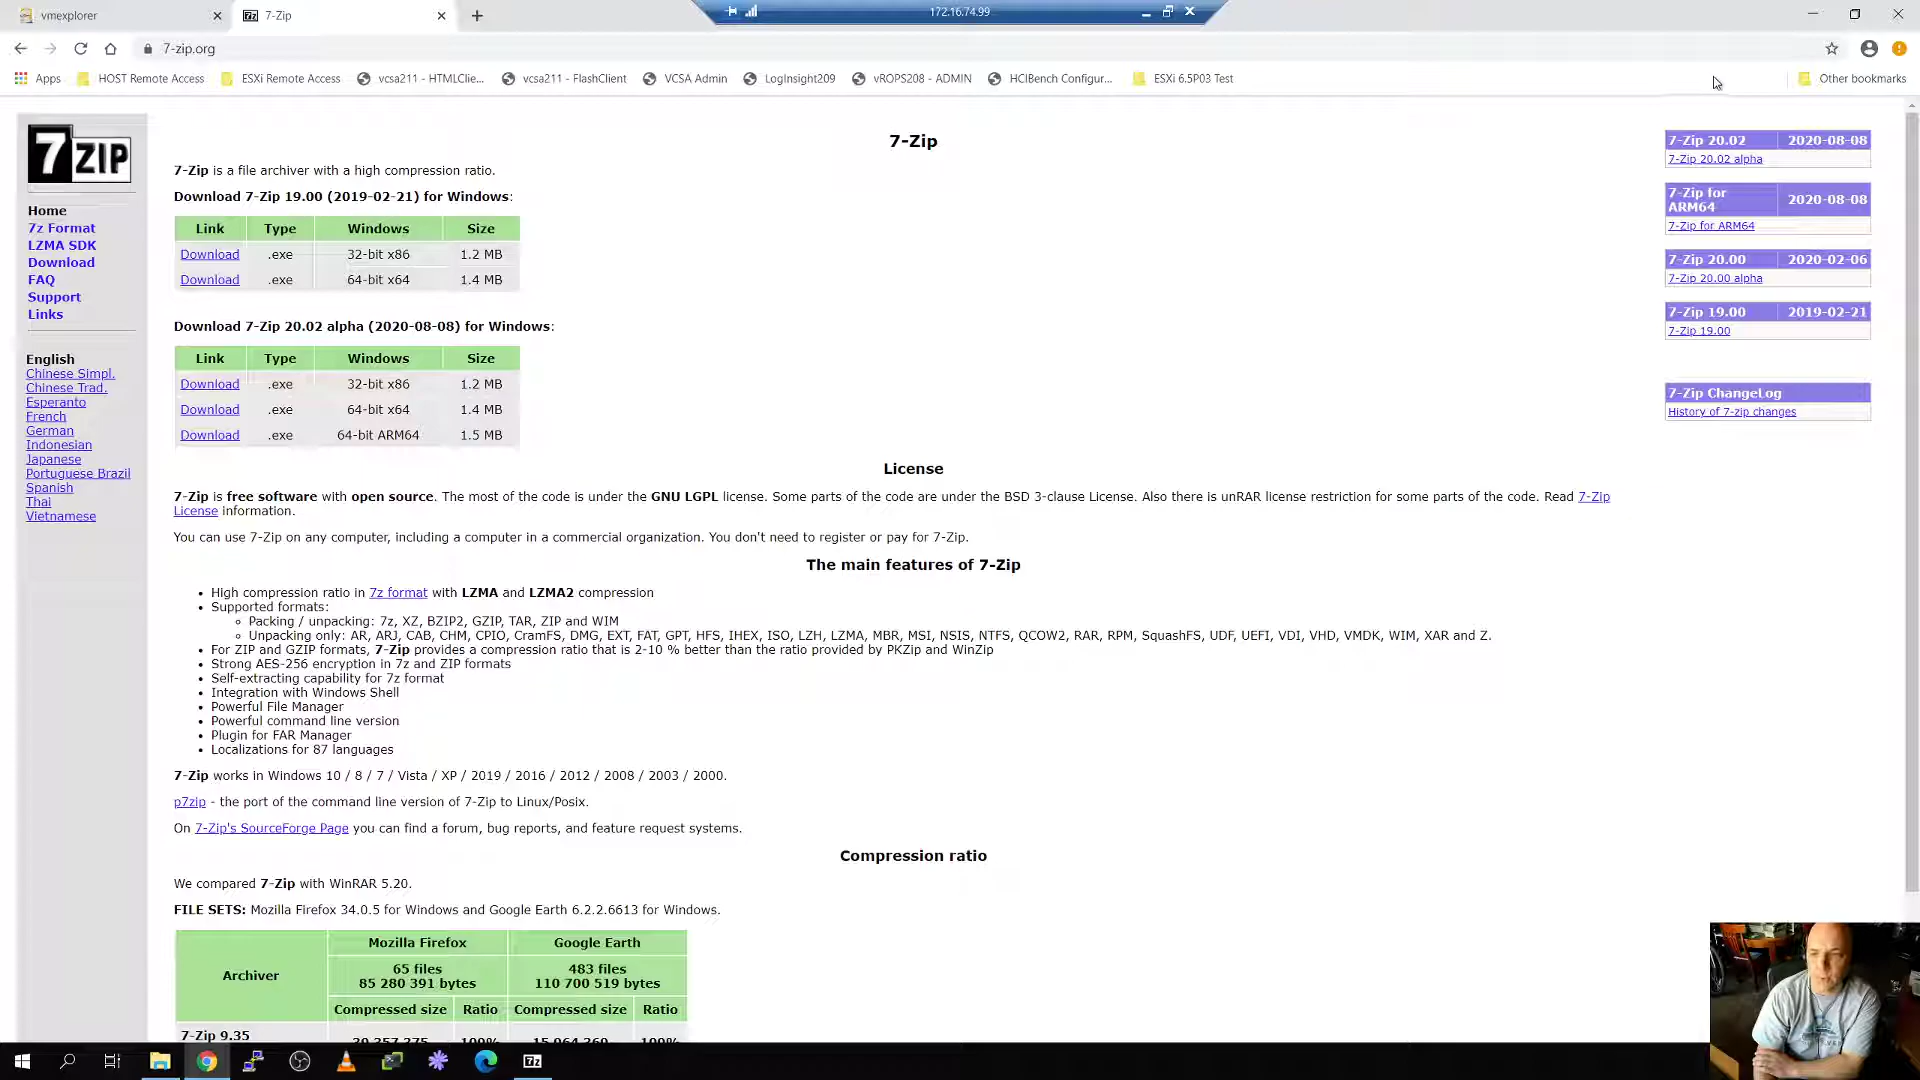 vmexplorer
7-Zip
172.16.74.99
7-zip.org
Apps
HOST Remote Access
ESXi Remote Access
vcsa211 - HTMLClie...
vcsa211 - FlashClient
VCSA Admin
LogInsight209
vROPS208 - ADMIN
HCIBench Configur...
ESXi 6.5P03 Test
Other bookmarks
7ZIP
Home
7z Format
LZMA SDK
Download
FAQ
Support
Links
English
Chinese Simpl.
Chinese Trad.
Esperanto
French
German
Indonesian
Japanese
Portuguese Brazil
Spanish
Thai
Vietnamese
7-Zip
7-Zip is a file archiver with a high compression ratio.
Download 7-Zip 19.00 (2019-02-21) for Windows:
Link Type Windows Size
Download .exe 32-bit x86 1.2 MB
Download .exe 64-bit x64 1.4 MB
Download 7-Zip 20.02 alpha (2020-08-08) for Windows:
Link Type Windows Size
Download .exe 32-bit x86 1.2 MB
Download .exe 64-bit x64 1.4 MB
Download .exe 64-bit ARM64 1.5 MB
License
7-Zip is free software with open source. The most of the code is under the GNU LGPL license. Some parts of the code are under the BSD 3-clause License. Also there is unRAR license restriction for some parts of the code. Read 7-Zip
License information.
You can use 7-Zip on any computer, including a computer in a commercial organization. You don't need to register or pay for 7-Zip.
The main features of 7-Zip
• High compression ratio in 7z format with LZMA and LZMA2 compression
• Supported formats:
Packing / unpacking: 7z, XZ, BZIP2, GZIP, TAR, ZIP and WIM
Unpacking only: AR, ARJ, CAB, CHM, CPIO, CramFS, DMG, EXT, FAT, GPT, HFS, IHEX, ISO, LZH, LZMA, MBR, MSI, NSIS, NTFS, QCOW2, RAR, RPM, SquashFS, UDF, UEFI, VDI, VHD, VMDK, WIM, XAR and Z.
• For ZIP and GZIP formats, 7-Zip provides a compression ratio that is 2-10 % better than the ratio provided by PKZip and WinZip
• Strong AES-256 encryption in 7z and ZIP formats
• Self-extracting capability for 7z format
• Integration with Windows Shell
• Powerful File Manager
• Powerful command line version
• Plugin for FAR Manager
• Localizations for 87 languages
7-Zip works in Windows 10 / 8 / 7 / Vista / XP / 2019 / 2016 / 2012 / 2008 / 2003 / 2000.
p7zip - the port of the command line version of 7-Zip to Linux/Posix.
On 7-Zip's SourceForge Page you can find a forum, bug reports, and feature request systems.
Compression ratio
We compared 7-Zip with WinRAR 5.20.
FILE SETS: Mozilla Firefox 34.0.5 for Windows and Google Earth 6.2.2.6613 for Windows.
Archiver
Mozilla Firefox Google Earth
65 files 483 files
85 280 391 bytes 110 700 519 bytes
Compressed size Ratio Compressed size Ratio
7-Zip 9.35
7-Zip 20.02 2020-08-08
7-Zip 20.02 alpha
7-Zip for
ARM64 2020-08-08
7-Zip for ARM64
7-Zip 20.00 2020-02-06
7-Zip 20.00 alpha
7-Zip 19.00 2019-02-21
7-Zip 19.00
7-Zip ChangeLog
History of 7-zip changes